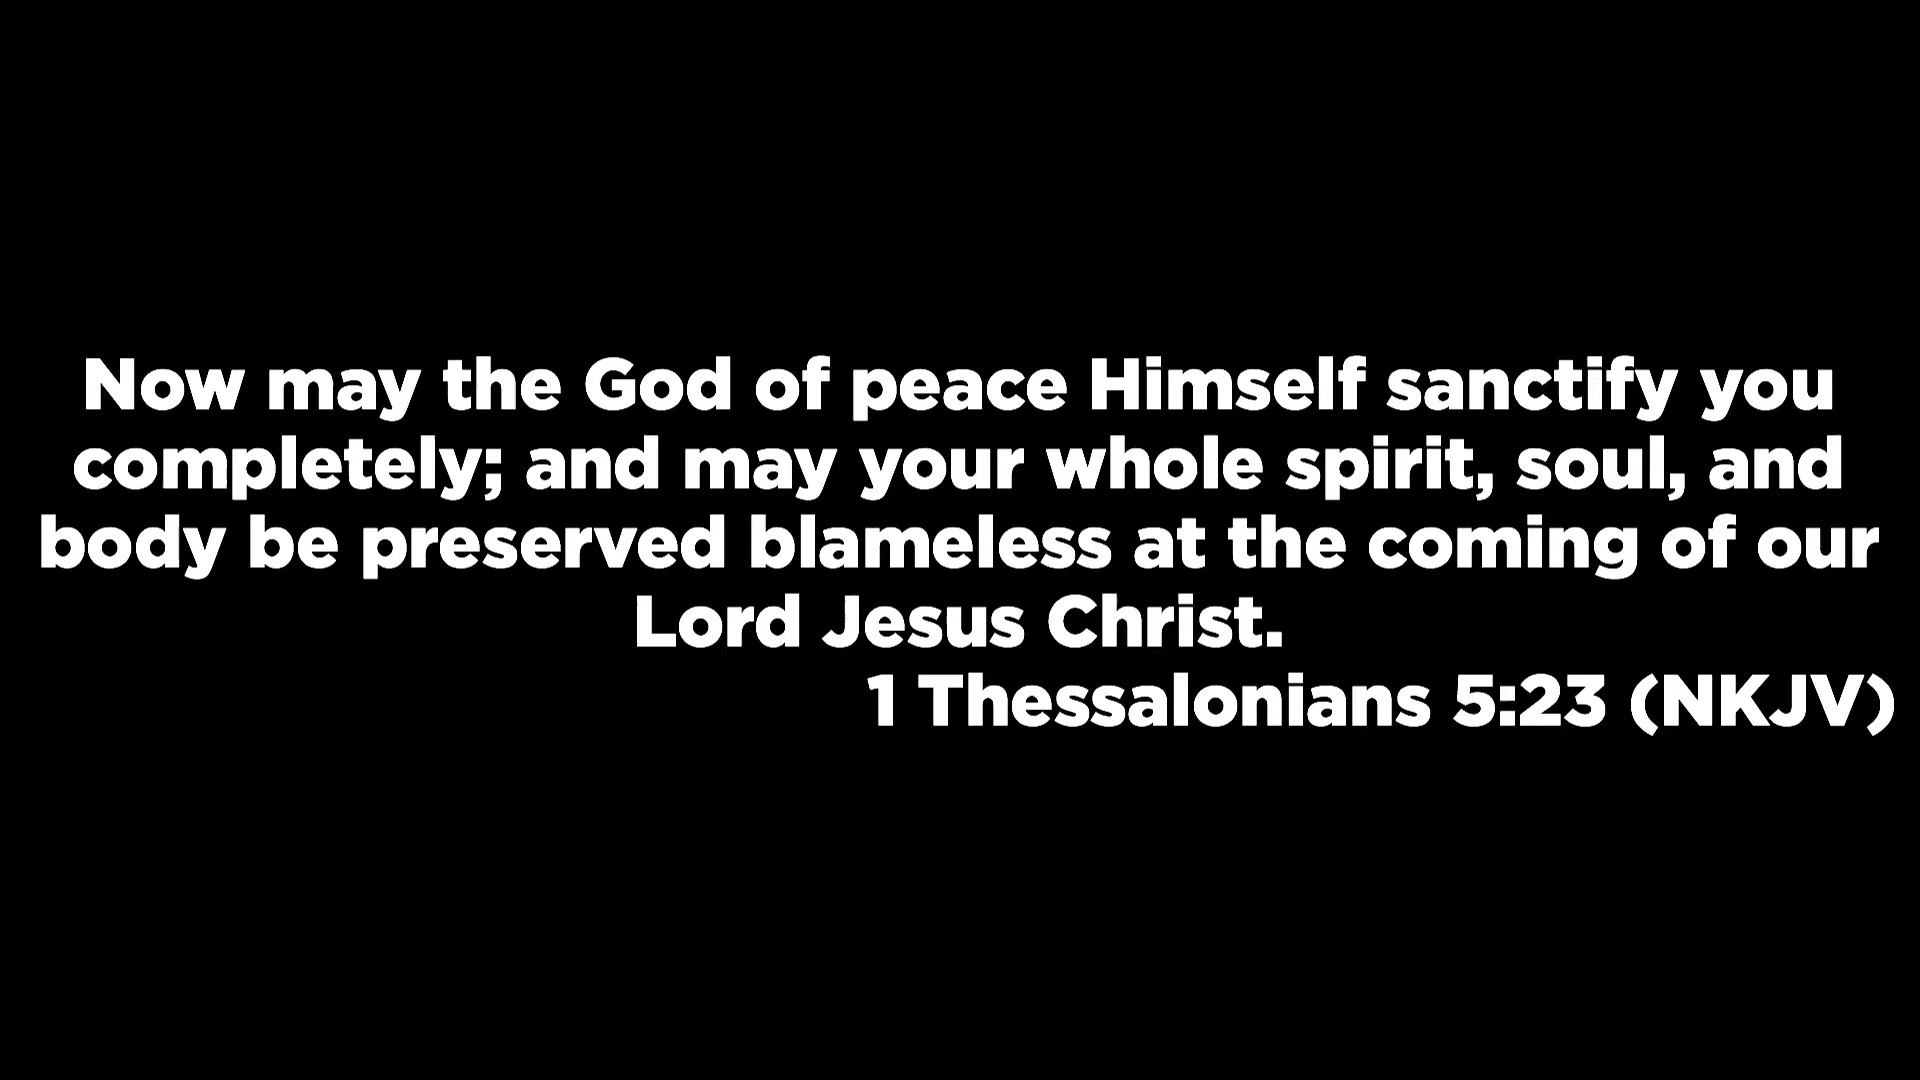 Now may the God of peace Himself sanctify you
completely; and may your whole spirit, soul, and
body be preserved blameless at the coming of our
Lord Jesus Christ.
1 Thessalonians 5:23 (NKJV)